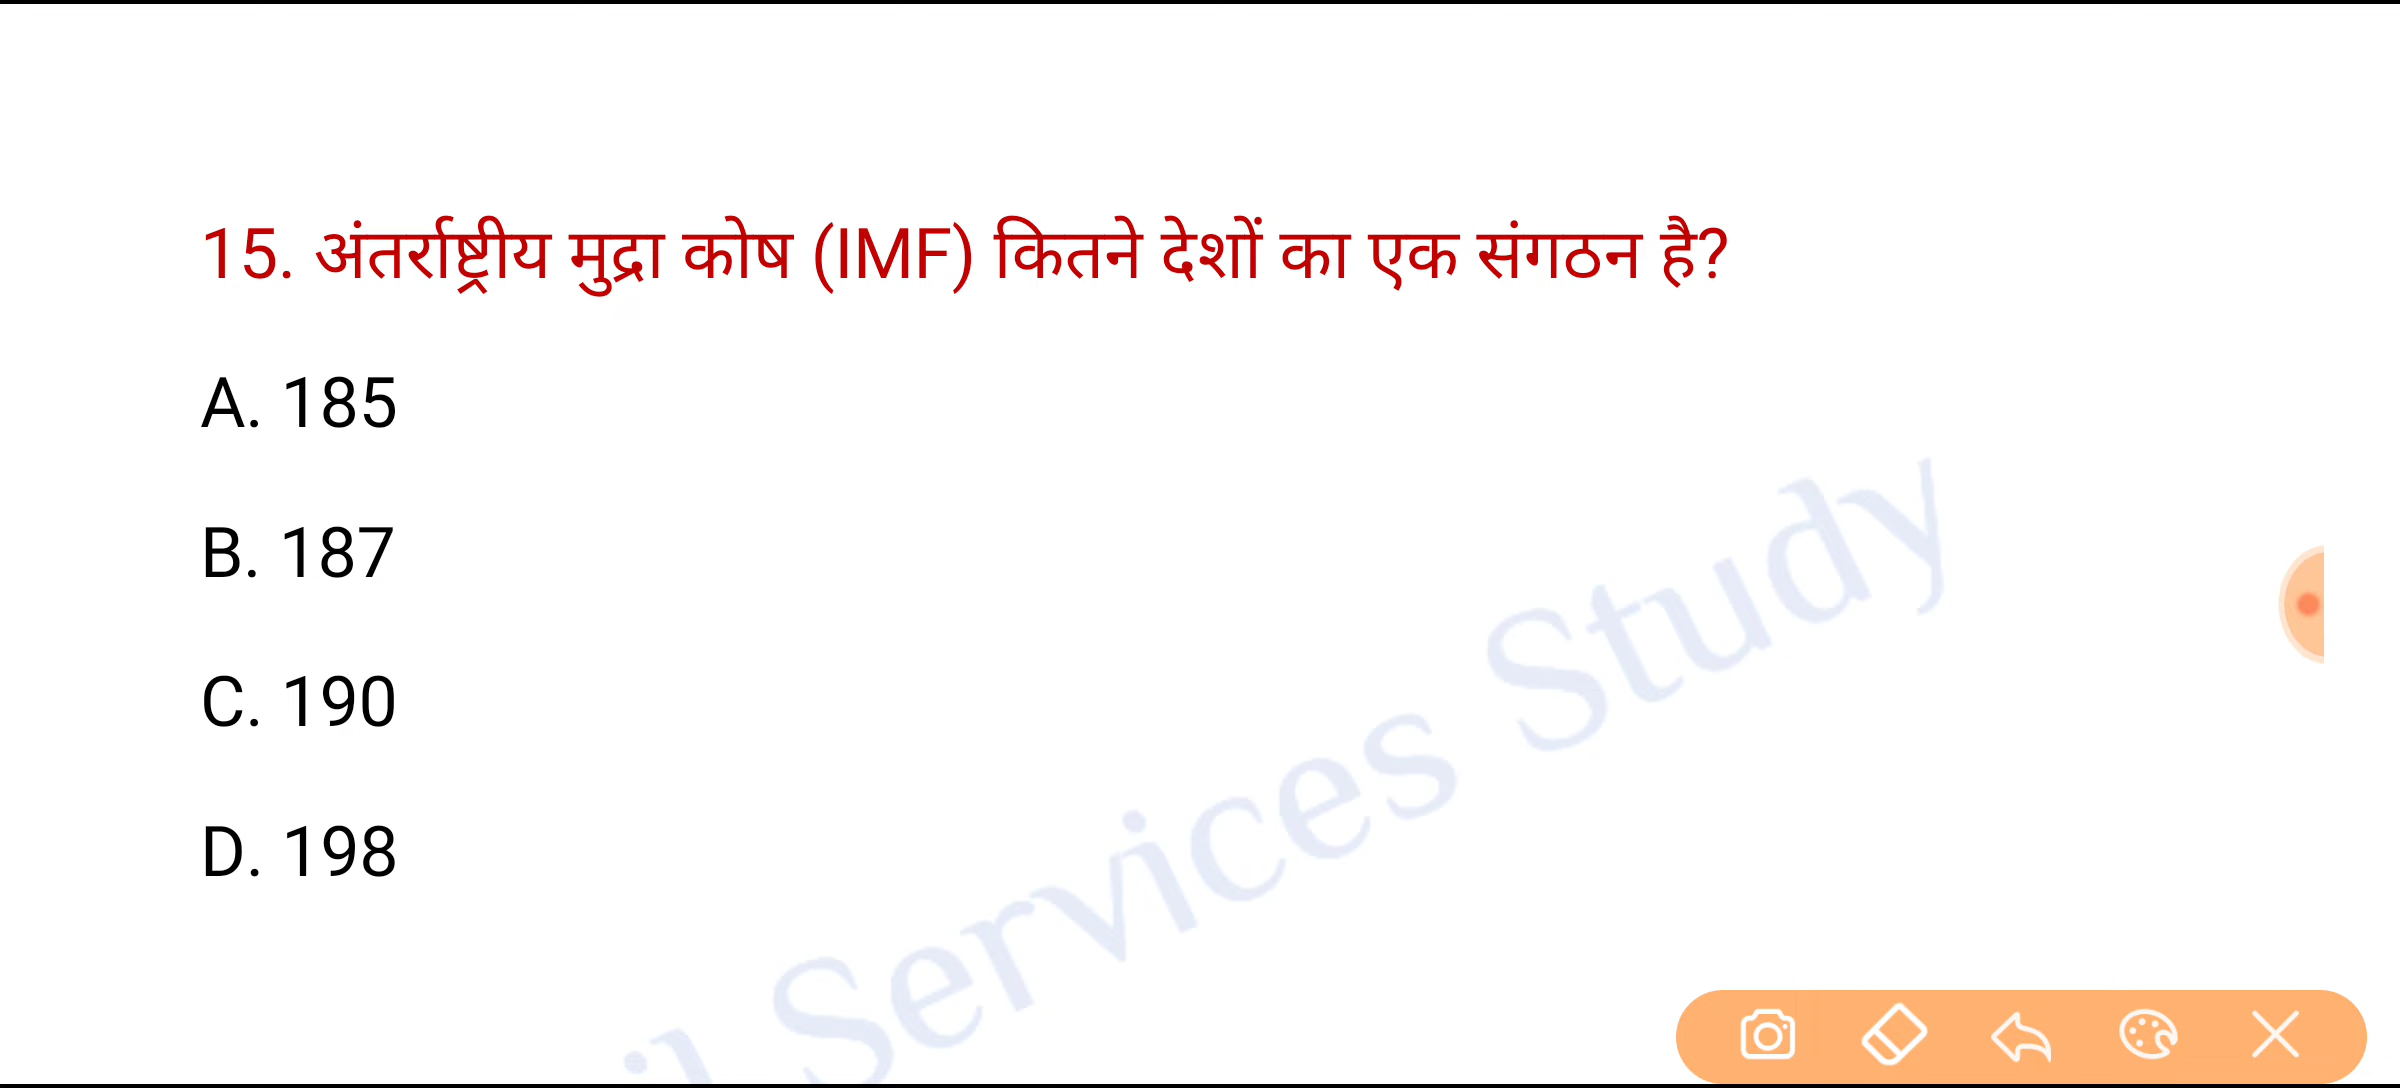 15. अंतर्राष्ट्रीय मुद्रा कोष (IMF) कितने देशों का एक संगठन है?
A. 185
B. 187
C. 190
D. 198
Services Study